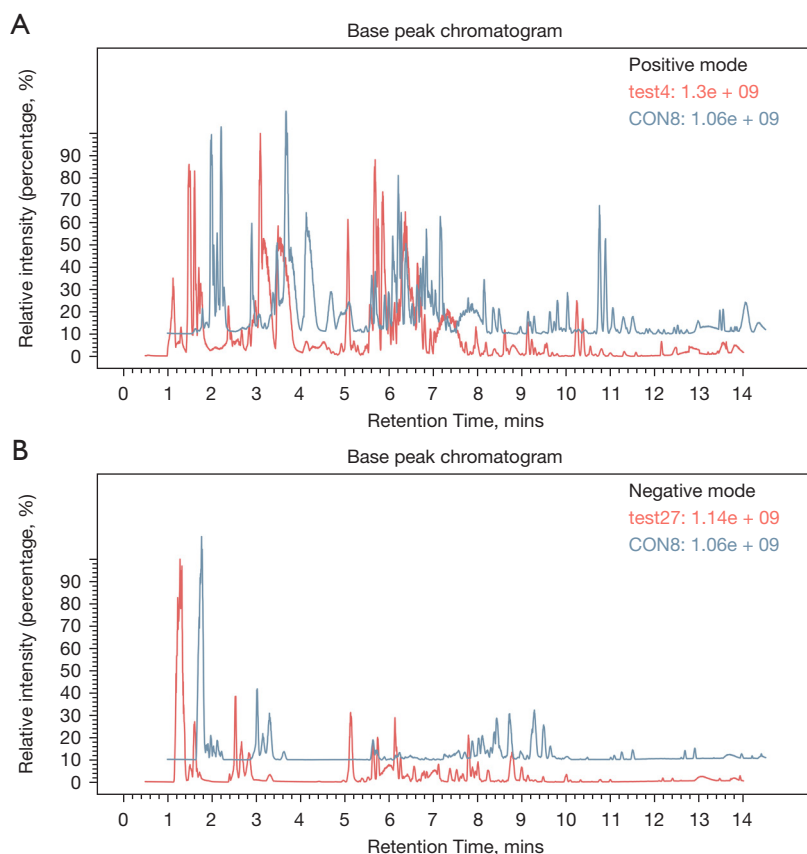 A
Base peak chromatogram
Positive mode
test4: 1.3e + 09
CON8: 1.06e + 09
Relative intensity (percentage, %)
90
80
70
60
50
40
30
20
10
0
0 1 2 3 4 5 6 7 8 9 10 11 12 13 14
Retention Time, mins
B
Base peak chromatogram
Negative mode
test27: 1.14e + 09
CON8: 1.06e + 09
Relative intensity (percentage, %)
90
80
70
60
50
40
30
20
10
0
0 1 2 3 4 5 6 7 8 9 10 11 12 13 14
Retention Time, mins